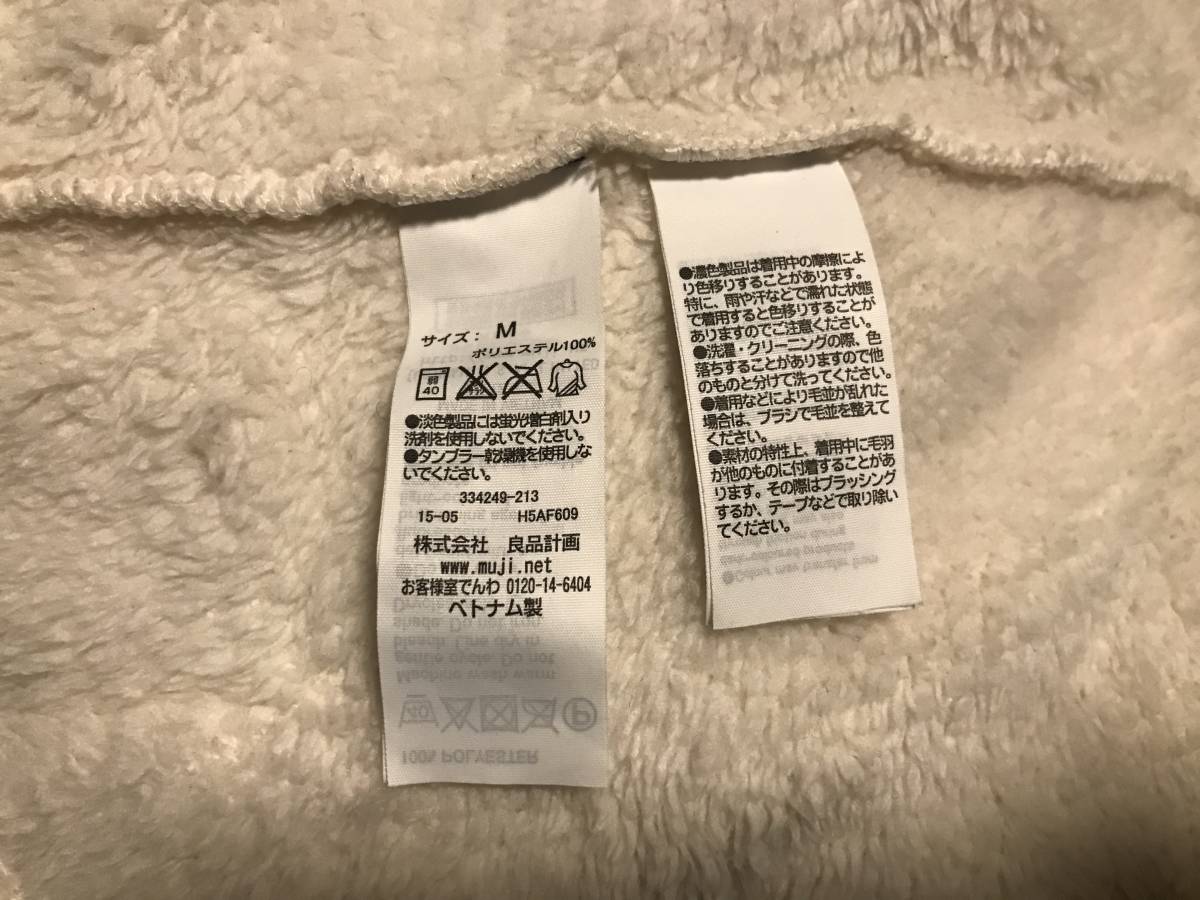 サイズ: M
ポリエステル100%
弱
40
●淡色製品には蛍光増白剤入り
洗剤を使用しないでください。
●タンブラー乾燥機を使用しな
いでください。
334249-213
15-05 H5AF609
株式会社 良品計画
www.muji.net
お客様室でんわ 0120-14-6404
ベトナム製
●濃色製品は着用中の摩擦によ
り色移りすることがあります。
特に、雨や汗などで濡れた状態
で着用すると色移りすることが
ありますのでご注意ください。
●洗濯・クリーニングの際、色
落ちすることがありますので他
のものと分けて洗ってください。
●着用などにより毛並が乱れた
場合は、ブラシで毛並を整えて
ください。
●素材の特性上、着用中に毛羽
が他のものに付着することがあ
ります。その際はブラッシング
するか、テープなどで取り除い
てください。